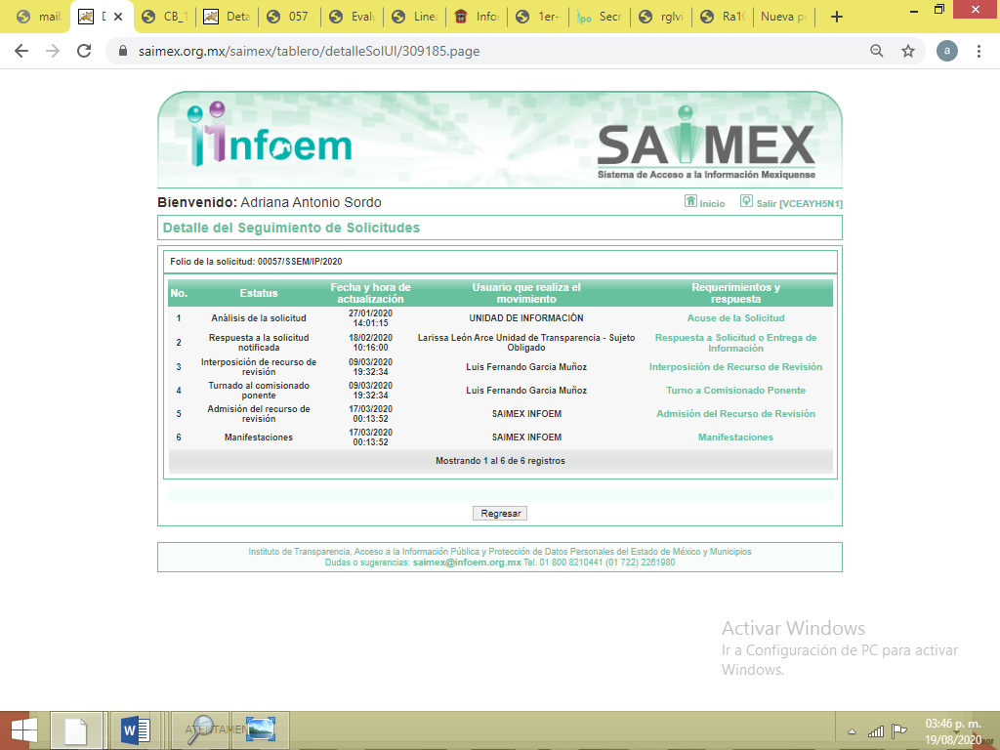 mail.
D
CB_
Deta
057
Evalu
Linea
Infor
1er-
ipo Secr
rglvi
Ra10
Nueva p
saimex.org.mx/saimex/tablero/detalleSolUI/309185.page
a
infoem
SAIMEX
Sistema de Acceso a la Información Mexiquense
Bienvenido: Adriana Antonio Sordo
Inicio
Salir [VCEAYH5N1]
Detalle del Seguimiento de Solicitudes
Folio de la solicitud: 00057/SSEM/IP/2020
No. Estatus Fecha y hora de actualización Usuario que realiza el movimiento Requerimientos y respuesta
1 Análisis de la solicitud 27/01/2020 14:01:15 UNIDAD DE INFORMACIÓN Acuse de la Solicitud
2 Respuesta a la solicitud notificada 18/02/2020 10:16:00 Larissa León Arce Unidad de Transparencia - Sujeto Obligado Respuesta a Solicitud o Entrega de Información
3 Interposición de recurso de revisión 09/03/2020 19:32:34 Luis Fernando Garcia Muñoz Interposición de Recurso de Revisión
4 Turnado al comisionado ponente 09/03/2020 19:32:34 Luis Fernando Garcia Muñoz Turno a Comisionado Ponente
5 Admisión del recurso de revisión 17/03/2020 00:13:52 SAIMEX INFOEM Admisión del Recurso de Revisión
6 Manifestaciones 17/03/2020 00:13:52 SAIMEX INFOEM Manifestaciones
Mostrando 1 al 6 de 6 registros
Regresar
Instituto de Transparencia, Acceso a la Información Pública y Protección de Datos Personales del Estado de México y Municipios
Dudas o sugerencias: saimex@infoem.org.mx Tel. 01 800 8210441 (01 722) 2261980
Activar Windows
Ir a Configuración de PC para activar
Windows.
03:46 p. m.
19/08/2020